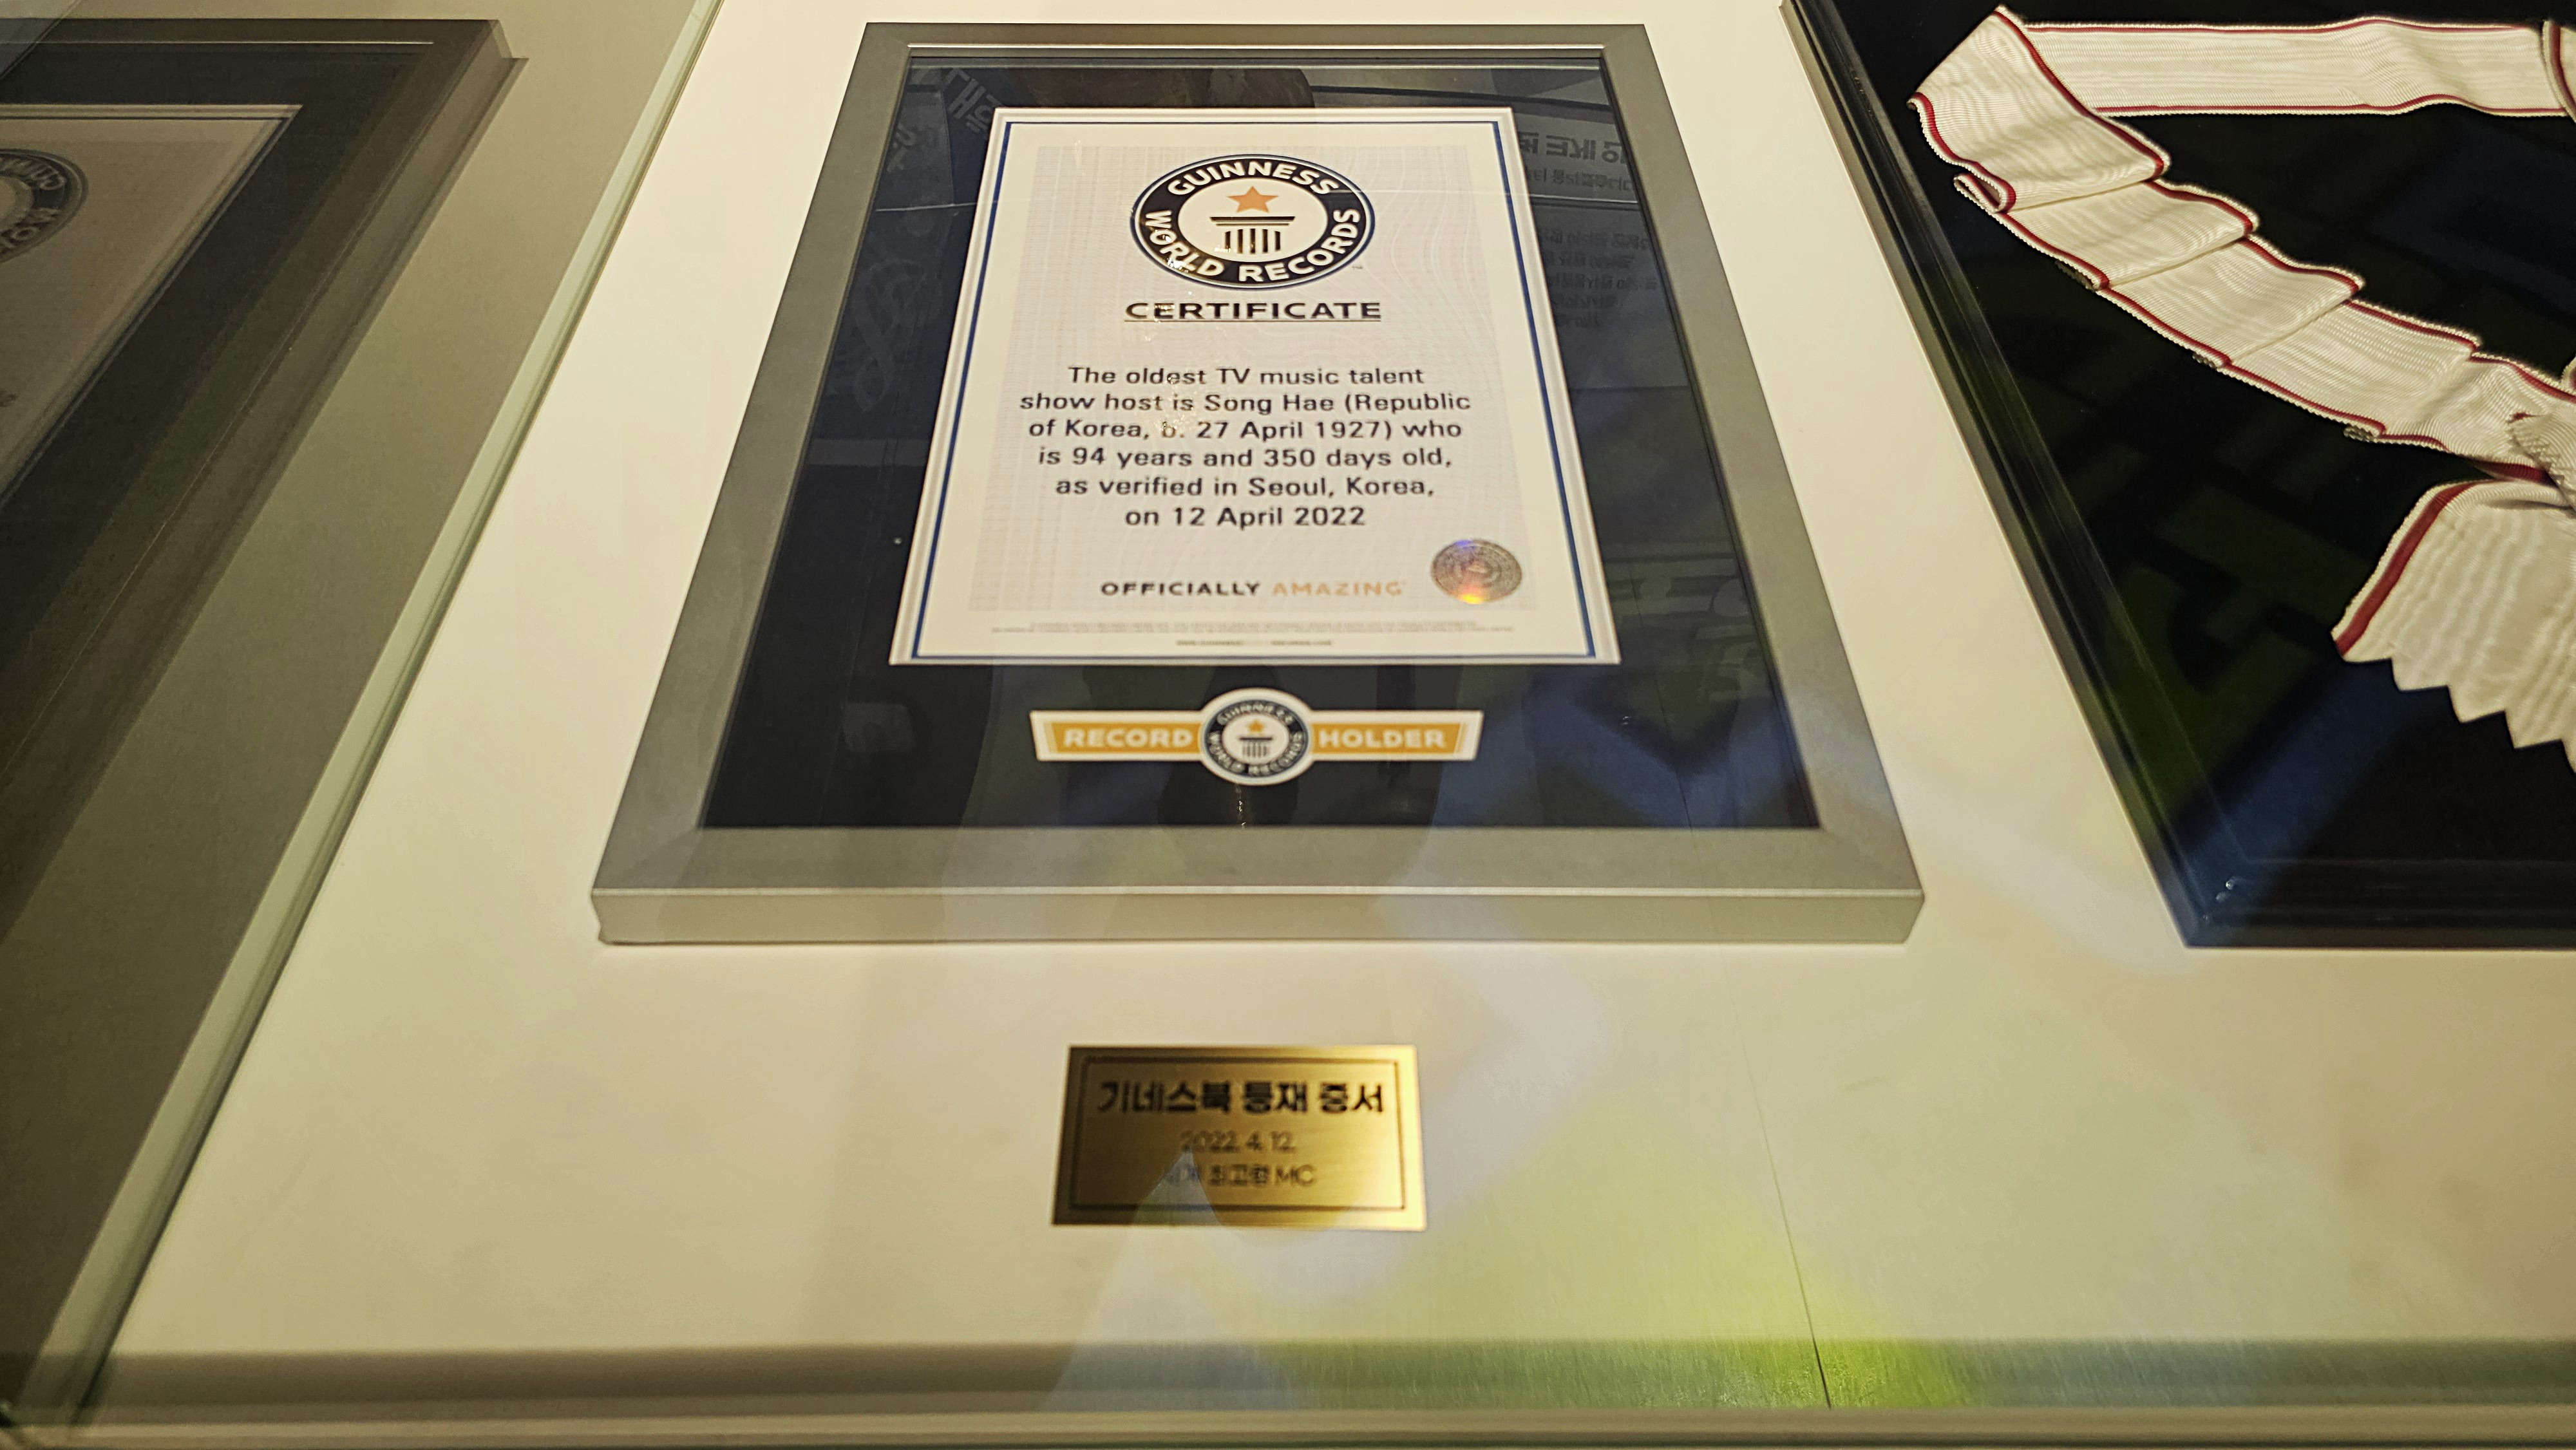 GUINNESS
WORLD RECORDS
CERTIFICATE
The oldest TV music talent
show host is Song Hae (Republic
of Korea, b. 27 April 1927) who
is 94 years and 350 days old,
as verified in Seoul, Korea,
on 12 April 2022
OFFICIALLY AMAZING
RECORD HOLDER
GUINNESS
WORLD RECORDS
기네스북 등재 증서
2022. 4. 12.
최고령 MC